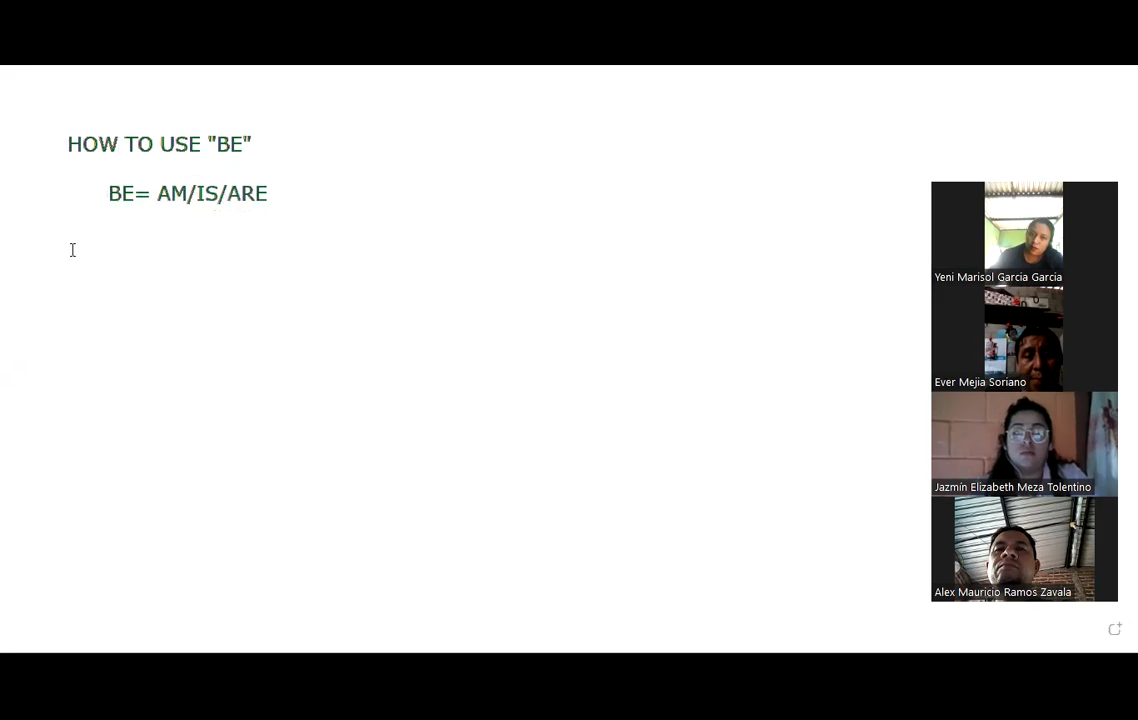 HOW TO USE "BE"
BE= AM/IS/ARE
Yeni Marisol Garcia Garcia
Ever Mejia Soriano
Jazmín Elizabeth Meza Tolentino
Alex Mauricio Ramos Zavala